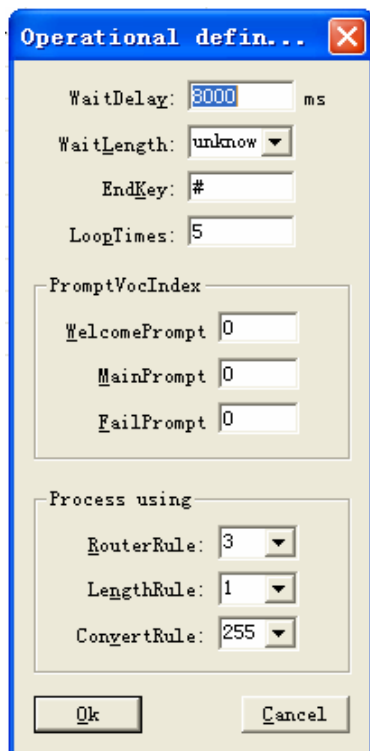 Operational defin...
WaitDelay: 8000 ms
WaitLength: unknow
EndKey: #
LoopTimes: 5
PromptVocIndex
WelcomePrompt 0
MainPrompt 0
FailPrompt 0
Process using
RouterRule: 3
LengthRule: 1
ConvertRule: 255
Ok Cancel